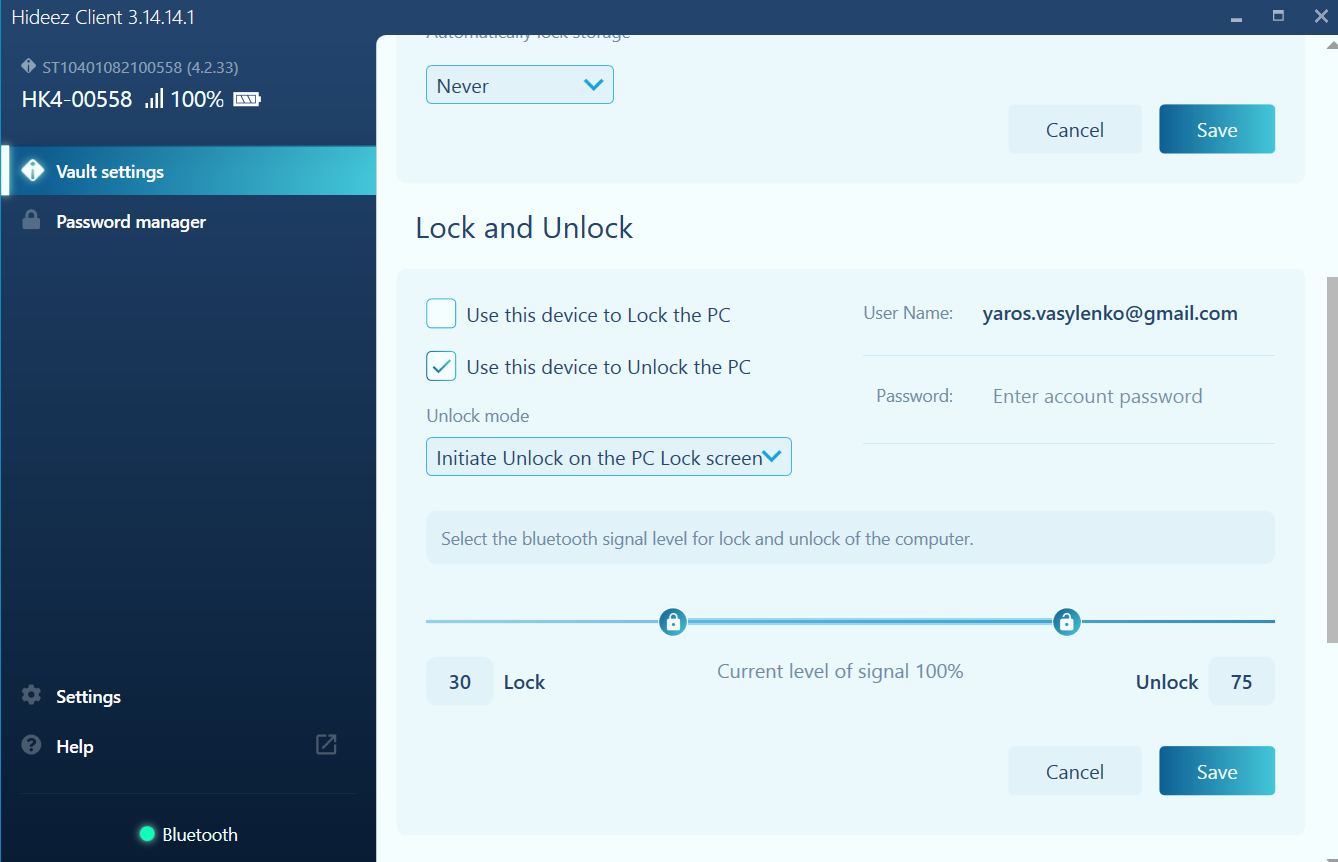 Hideez Client 3.14.14.1
ST10401082100558 (4.2.33)
HK4-00558 100%
Vault settings
Password manager
Settings
Help
Bluetooth
Automatically lock storage
Never
Cancel Save
Lock and Unlock
Use this device to Lock the PC
Use this device to Unlock the PC
Unlock mode
Initiate Unlock on the PC Lock screen
User Name: yaros.vasylenko@gmail.com
Password: Enter account password
Select the bluetooth signal level for lock and unlock of the computer.
30 Lock Current level of signal 100% Unlock 75
Cancel Save